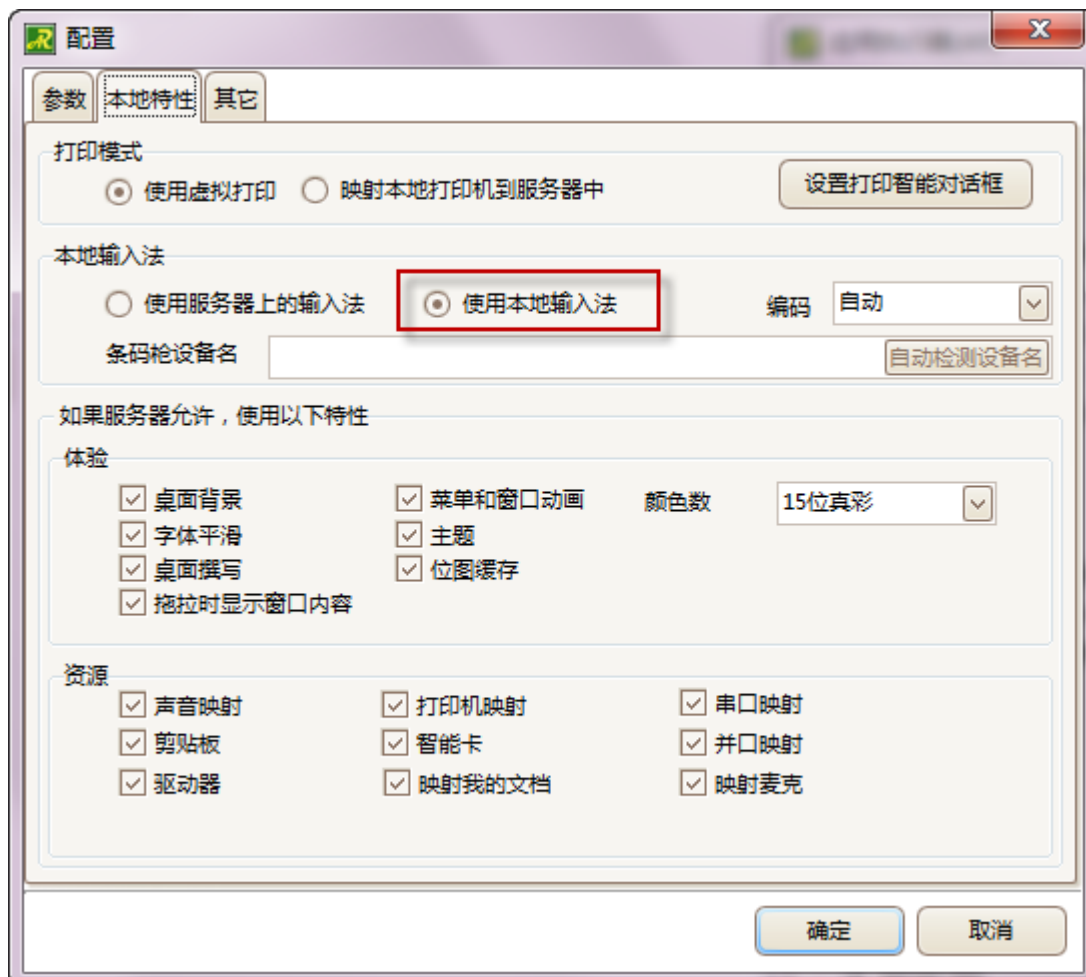 配置
参数 本地特性 其它
打印模式
使用虚拟打印 映射本地打印机到服务器中 设置打印智能对话框
本地输入法
使用服务器上的输入法 使用本地输入法 编码 自动
条码枪设备名 自动检测设备名
如果服务器允许，使用以下特性
体验
桌面背景 菜单和窗口动画 颜色数 15位真彩
字体平滑 主题
桌面撰写 位图缓存
拖拉时显示窗口内容
资源
声音映射 打印机映射 串口映射
剪贴板 智能卡 并口映射
驱动器 映射我的文档 映射麦克
确定 取消